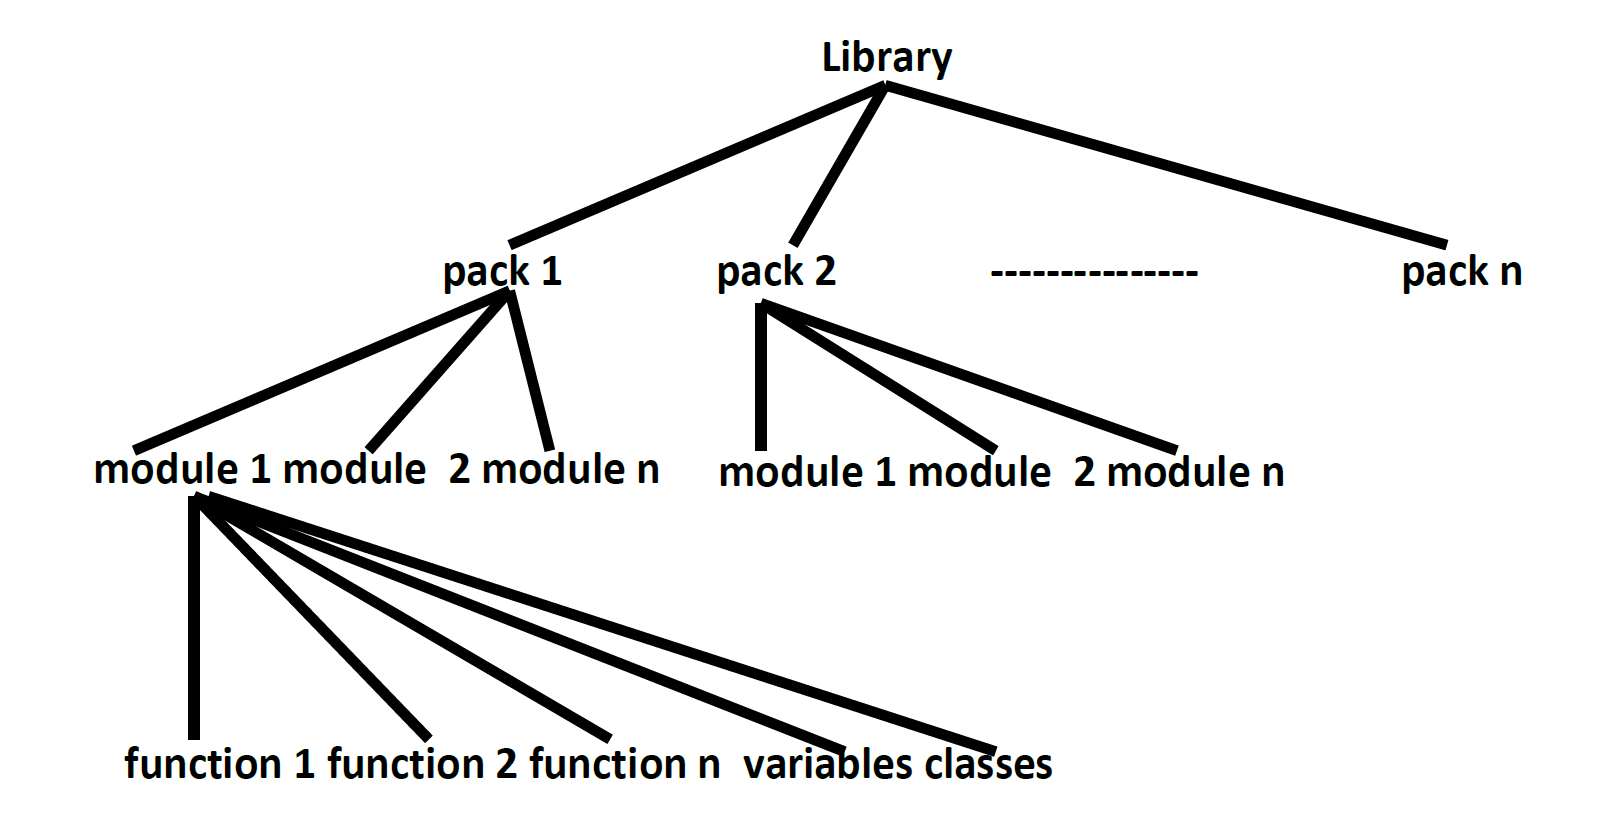 Library
pack 1 pack 2 -------------- pack n
module 1 module 2 module n module 1 module 2 module n
function 1 function 2 function n variables classes